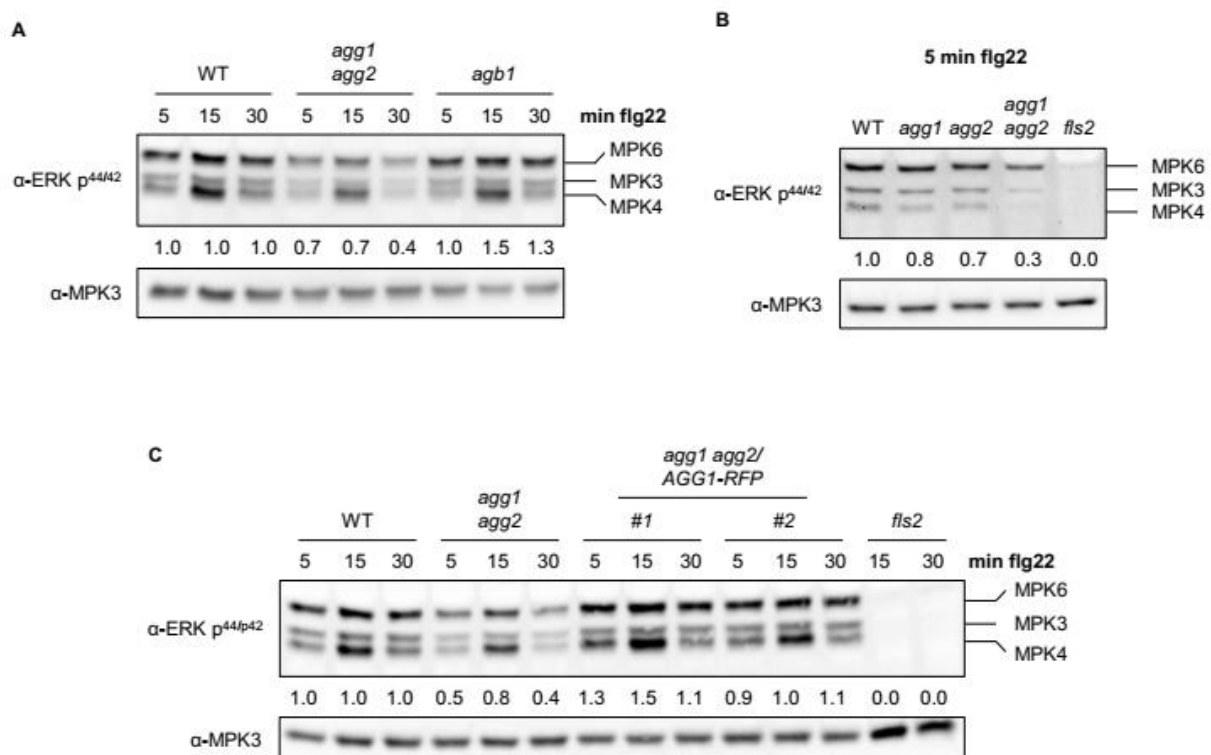 A
agg1
agg2
WT
agb1
5 15 30 5 15 30 5 15 30 min flg22
α-ERK p44/42
MPK6
MPK3
MPK4
1.0 1.0 1.0 0.7 0.7 0.4 1.0 1.5 1.3
α-MPK3
B
5 min flg22
agg1
WT agg1 agg2 agg2 fls2
α-ERK p44/42
MPK6
MPK3
MPK4
1.0 0.8 0.7 0.3 0.0
α-MPK3
C
agg1 agg2/
AGG1-RFP
agg1
agg2
WT #1 #2 fls2
5 15 30 5 15 30 5 15 30 5 15 30 15 30 min flg22
α-ERK p44/p42
MPK6
MPK3
MPK4
1.0 1.0 1.0 0.5 0.8 0.4 1.3 1.5 1.1 0.9 1.0 1.1 0.0 0.0
α-MPK3